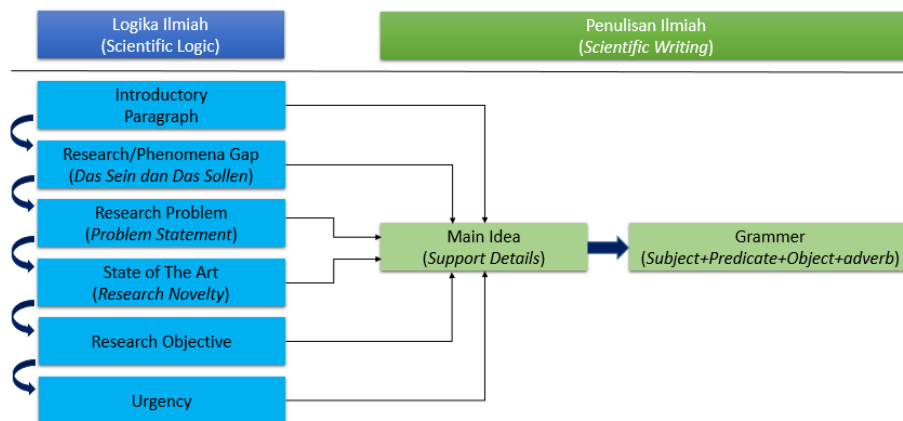 Logika Ilmiah
(Scientific Logic)
Penulisan Ilmiah
(Scientific Writing)
Introductory
Paragraph
Research/Phenomena Gap
(Das Sein dan Das Sollen)
Research Problem
(Problem Statement)
State of The Art
(Research Novelty)
Research Objective
Urgency
Main Idea
(Support Details)
Grammer
(Subject+Predicate+Object+adverb)